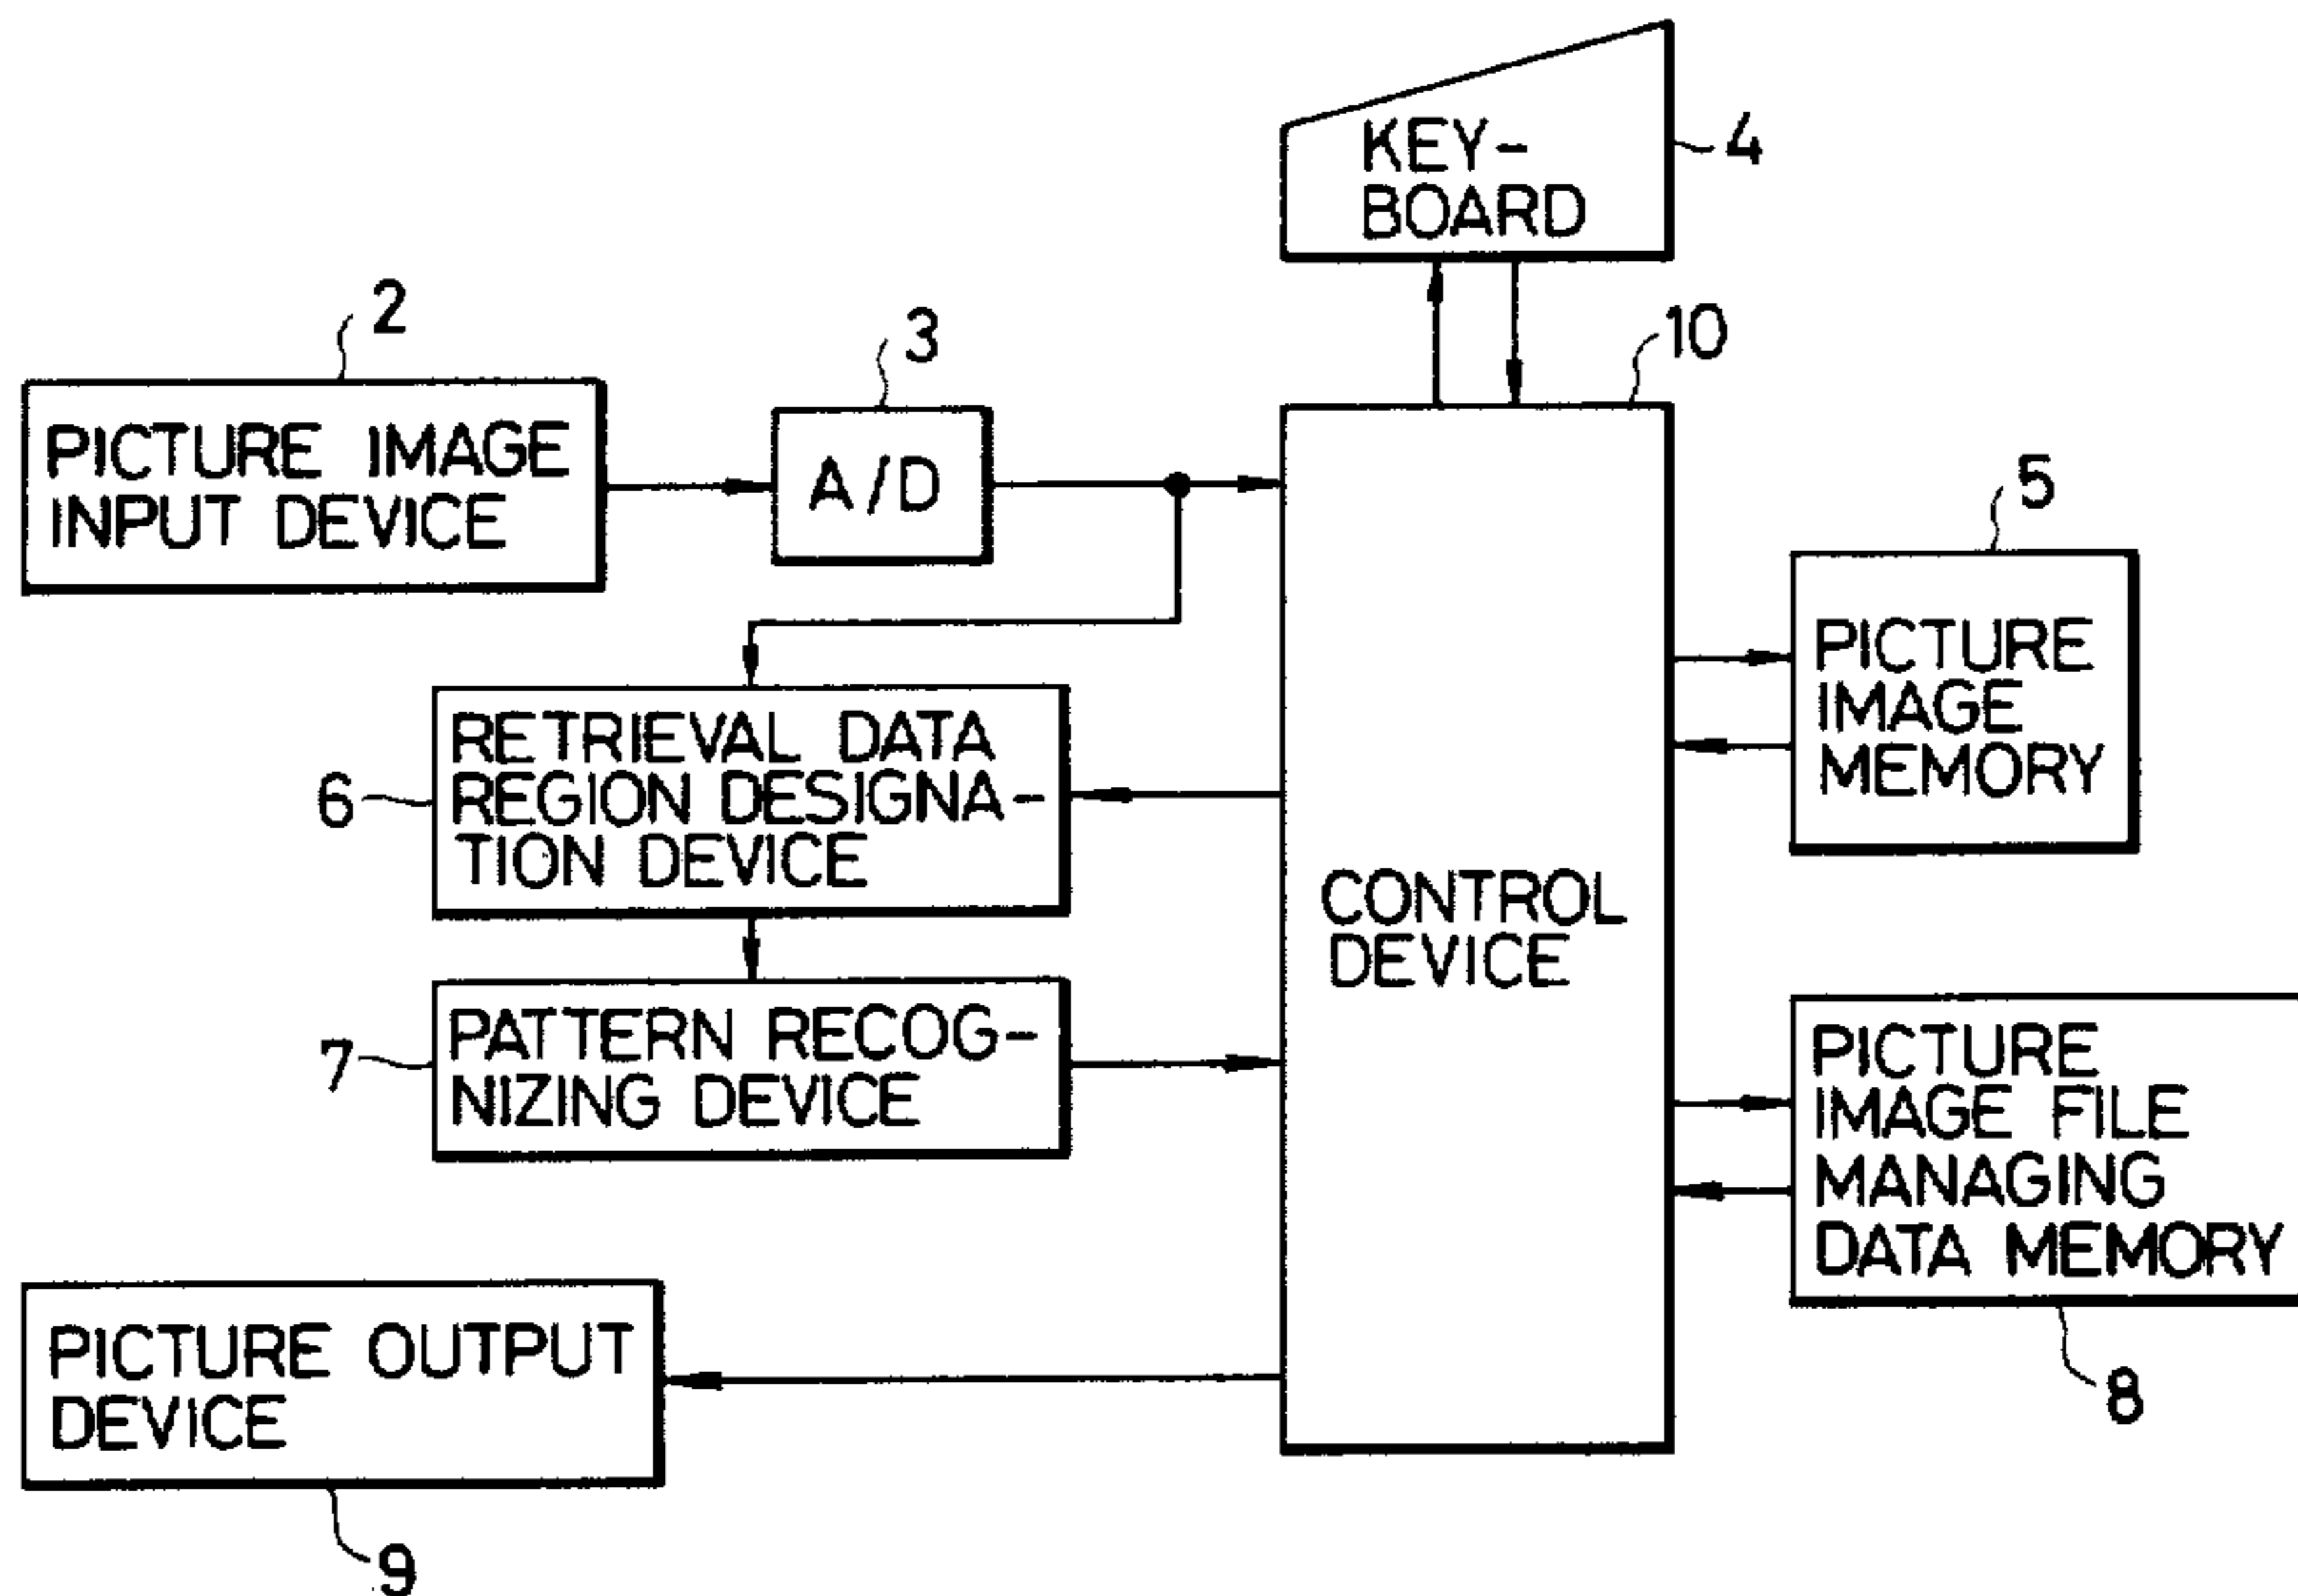 KEY-
BOARD
4
2
3
10
PICTURE IMAGE
INPUT DEVICE
A/D
5
PICTURE
IMAGE
MEMORY
6
RETRIEVAL DATA
REGION DESIGNA-
TION DEVICE
CONTROL
DEVICE
7
PATTERN RECOG-
NIZING DEVICE
PICTURE
IMAGE FILE
MANAGING
DATA MEMORY
8
PICTURE OUTPUT
DEVICE
9